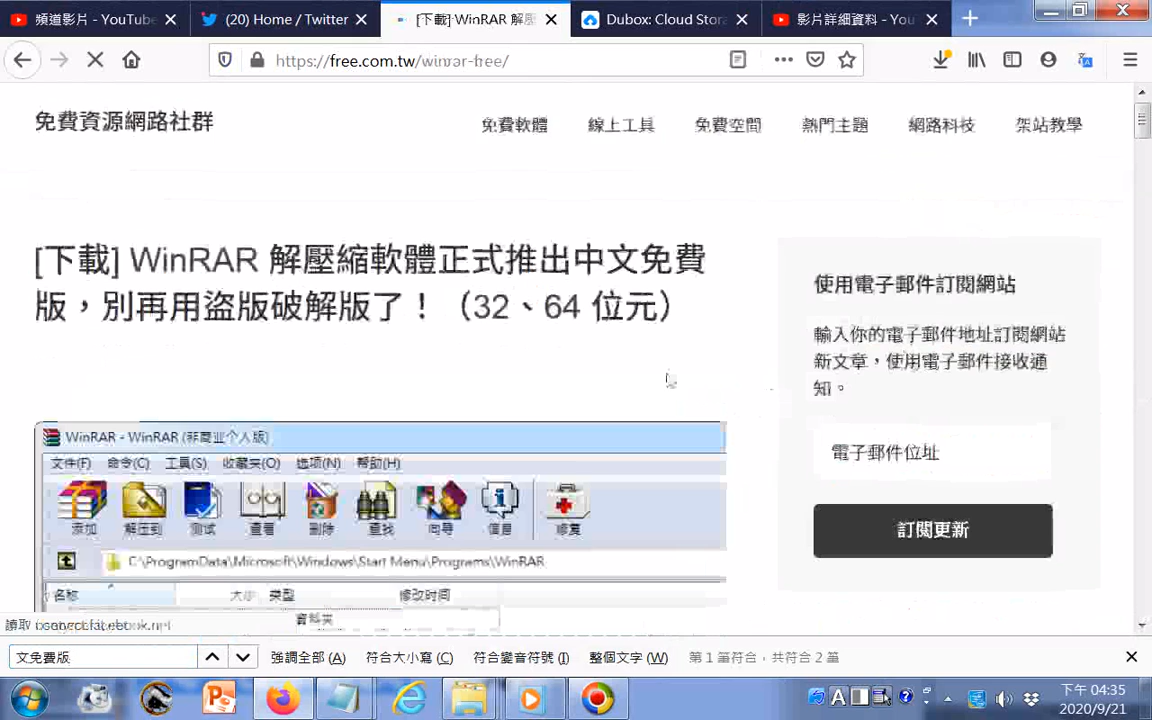 頻道影片 - YouTube
(20) Home / Twitter
[下載] WinRAR 解壓
Dubox: Cloud Stora
影片詳細資料 - You
https://free.com.tw/winrar-free/
免費資源網路社群
免費軟體 線上工具 免費空間 熱門主題 網路科技 架站教學
[下載] WinRAR 解壓縮軟體正式推出中文免費
版，別再用盜版破解版了！（32、64 位元）
使用電子郵件訂閱網站
輸入你的電子郵件地址訂閱網站
新文章，使用電子郵件接收通
知。
電子郵件位址
訂閱更新
WinRAR - WinRAR (非商业个人版)
文件(F) 命令(C) 工具(S) 收藏夹(O) 选项(N) 帮助(H)
添加 解压到 测试 查看 删除 查找 向导 信息 修复
C:\ProgramData\Microsoft\Windows\Start Menu\Programs\WinRAR
名称 大小 类型 修改时间
資料夾
讀取
文免費版
強調全部 (A) 符合大小寫 (C) 符合變音符號 (I) 整個文字 (W) 第 1 筆符合，共符合 2 筆
下午 04:35
2020/9/21